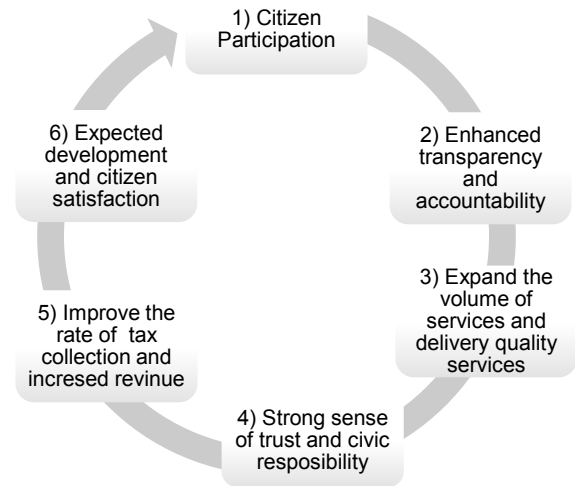 1) Citizen
Participation
2) Enhanced
transparency
and
accountability
3) Expand the
volume of
services and
delivery quality
services
4) Strong sense
of trust and civic
resposibility
5) Improve the
rate of tax
collection and
incresed revinue
6) Expected
development
and citizen
satisfaction